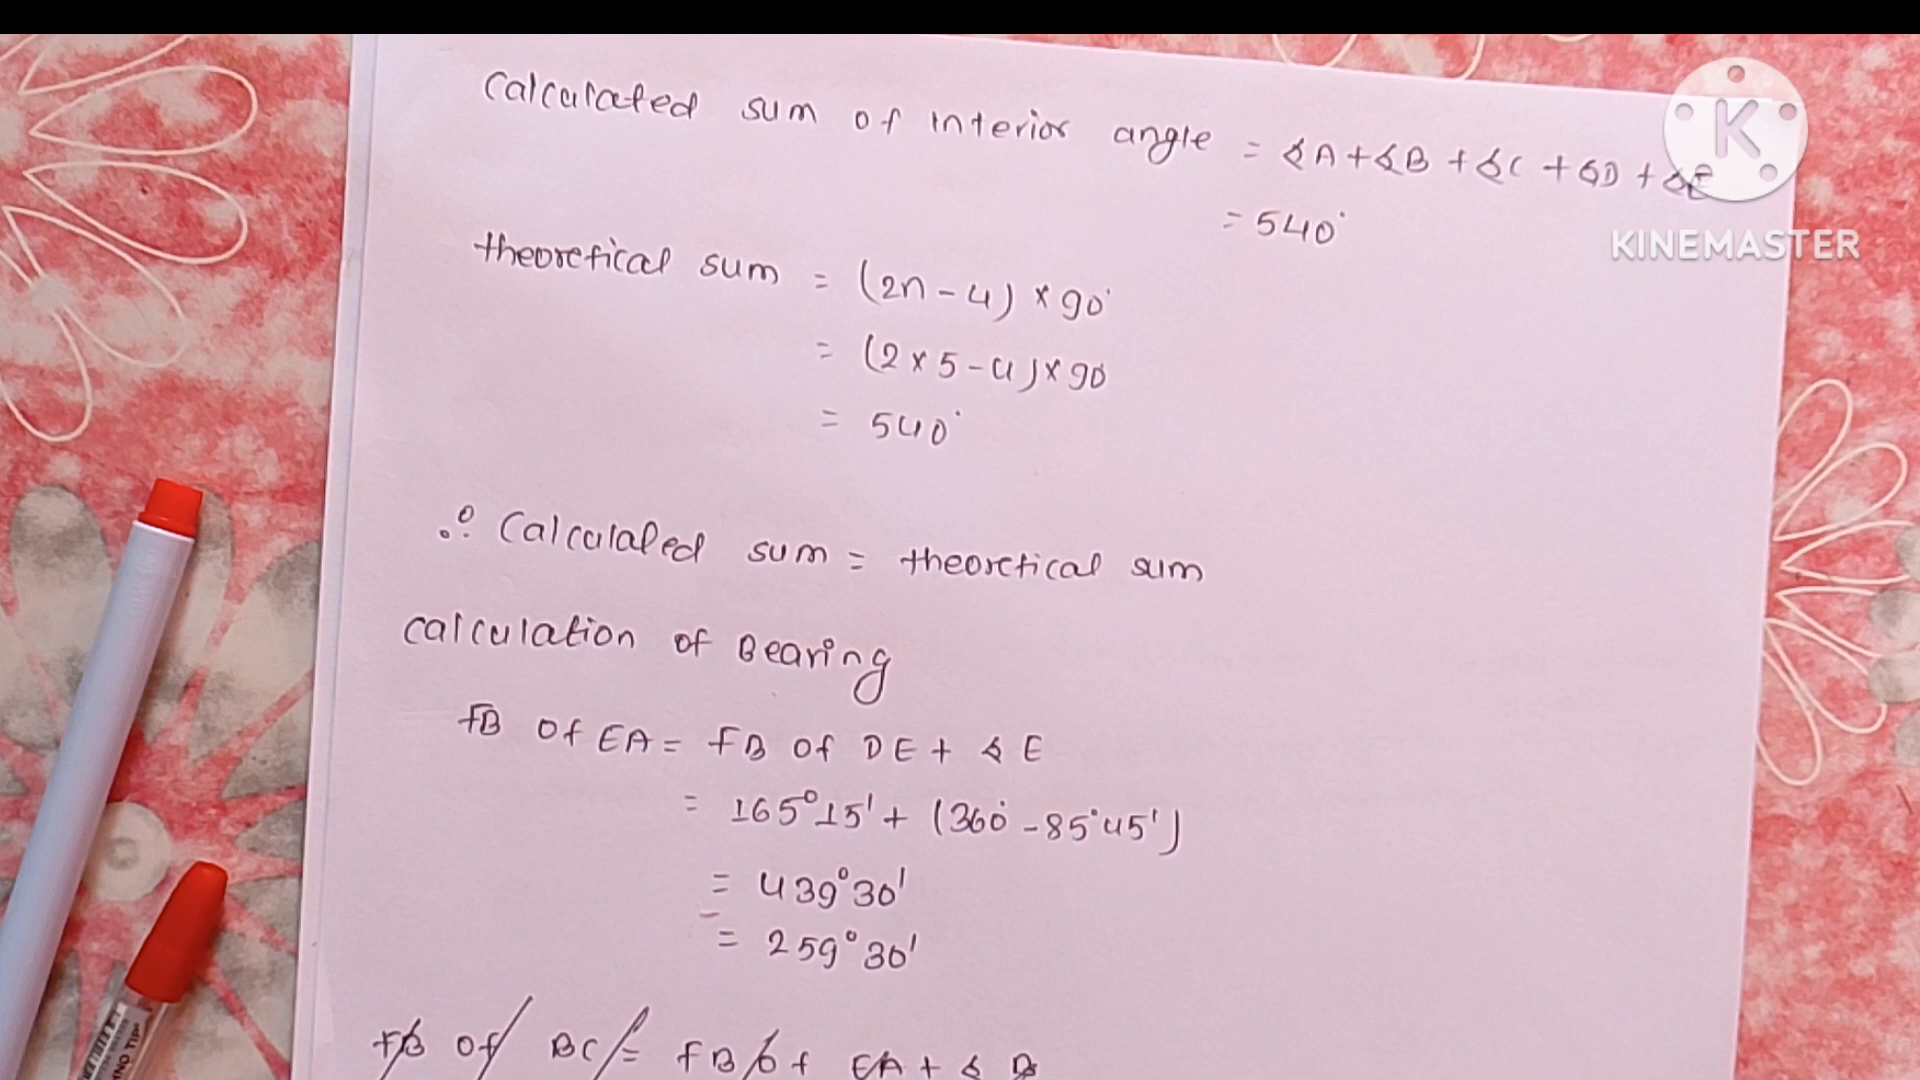 Calculated sum of interior angle = ∡A + ∡B + ∡C + ∡D + ∡E
= 540°
theoretical sum = (2n - 4) × 90°
= (2 × 5 - 4) × 90
= 540°
∴ Calculated sum = theoretical sum
calculation of Bearing
FB of EA = FB of DE + ∡ E
= 165°15' + (360° - 85°45')
= 439°30'
= 259°30'
FB of BC = FB of EA + ∡ B
K
KINEMASTER